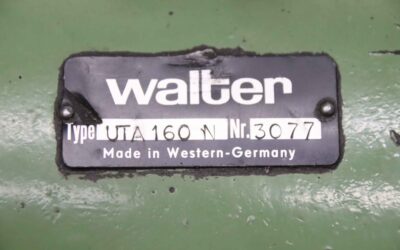 walter
Type UTA 160 N Nr. 3077
Made in Western-Germany